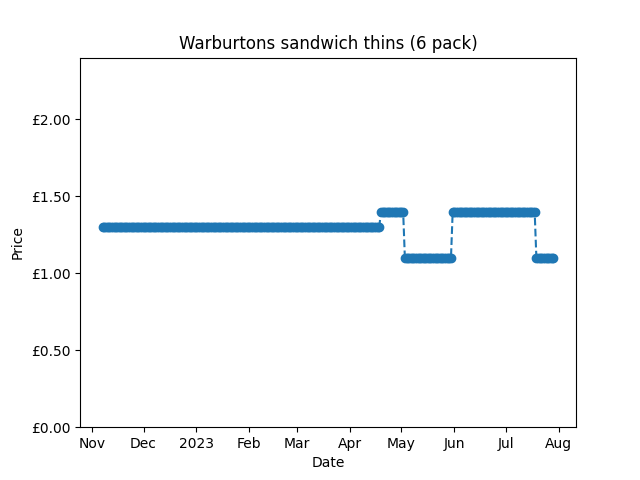 Warburtons sandwich thins (6 pack)
Price
£2.00
£1.50
£1.00
£0.50
£0.00
Nov Dec 2023 Feb Mar Apr May Jun Jul Aug
Date